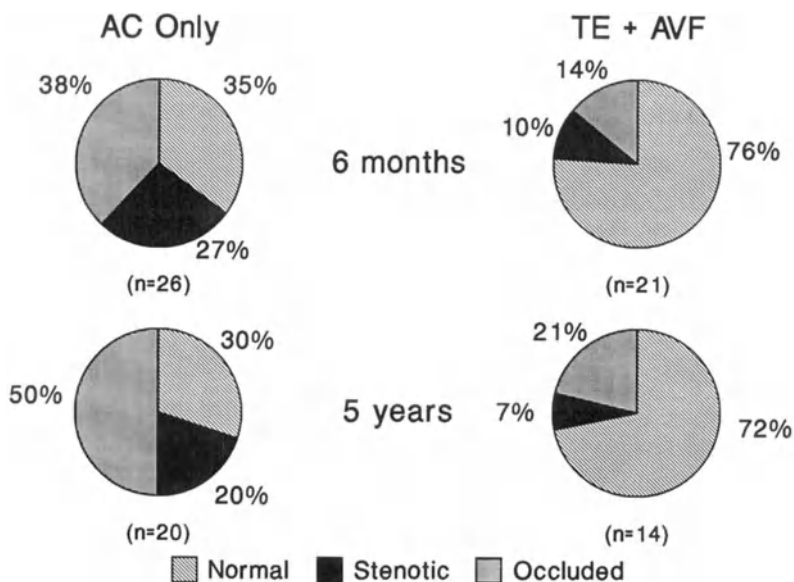 AC Only
TE + AVF
38%
35%
14%
10%
76%
6 months
27%
(n=26)
(n=21)
30%
21%
50%
7%
72%
5 years
20%
(n=20)
(n=14)
Normal Stenotic Occluded